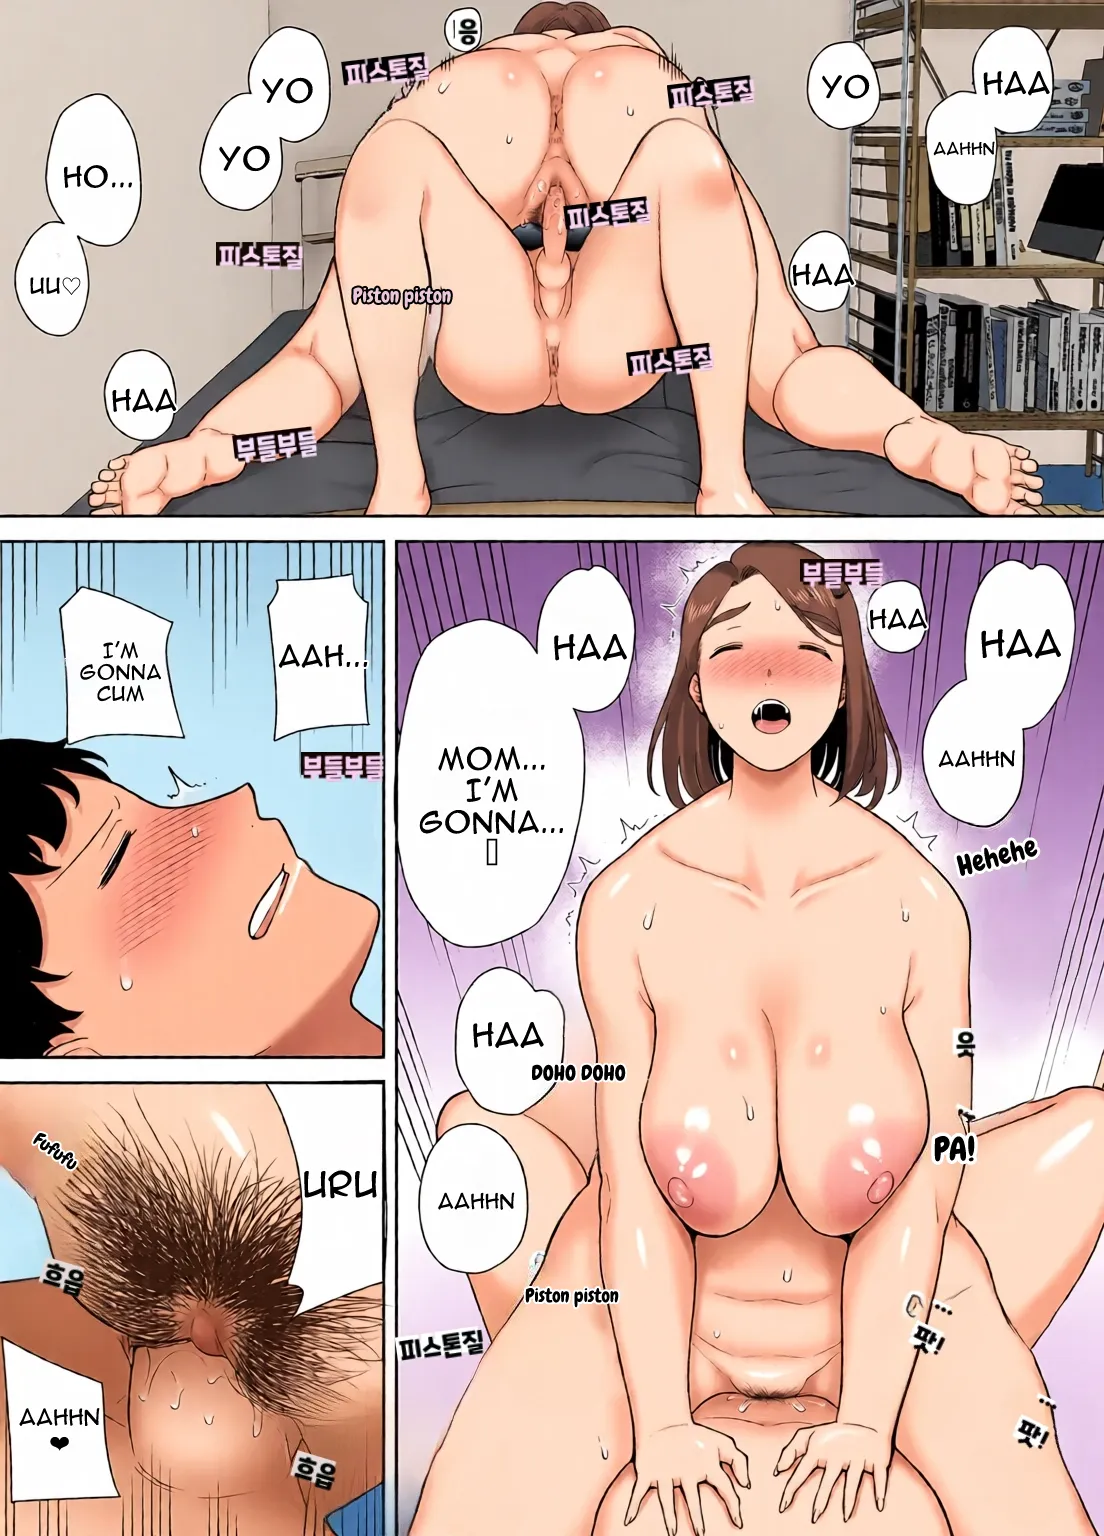 응
피스톤질
YO
YO
피스톤질
YO
HAA
AAHHN
HO...
UU♡
피스톤질
피스톤질
Piston piston
HAA
피스톤질
HAA
부들부들
I'M
GONNA
CUM
AAH...
부들부들
부들부들
HAA
HAA
HAA
AAHHN
MOM...
I'M
GONNA...
Hehehe
HAA
DOHO DOHO
PA!
AAHHN
Piston piston
피스톤질
...
팟!
...
팟!
Fufufu
URU
흐읍
AAHHN
❤
흐읍